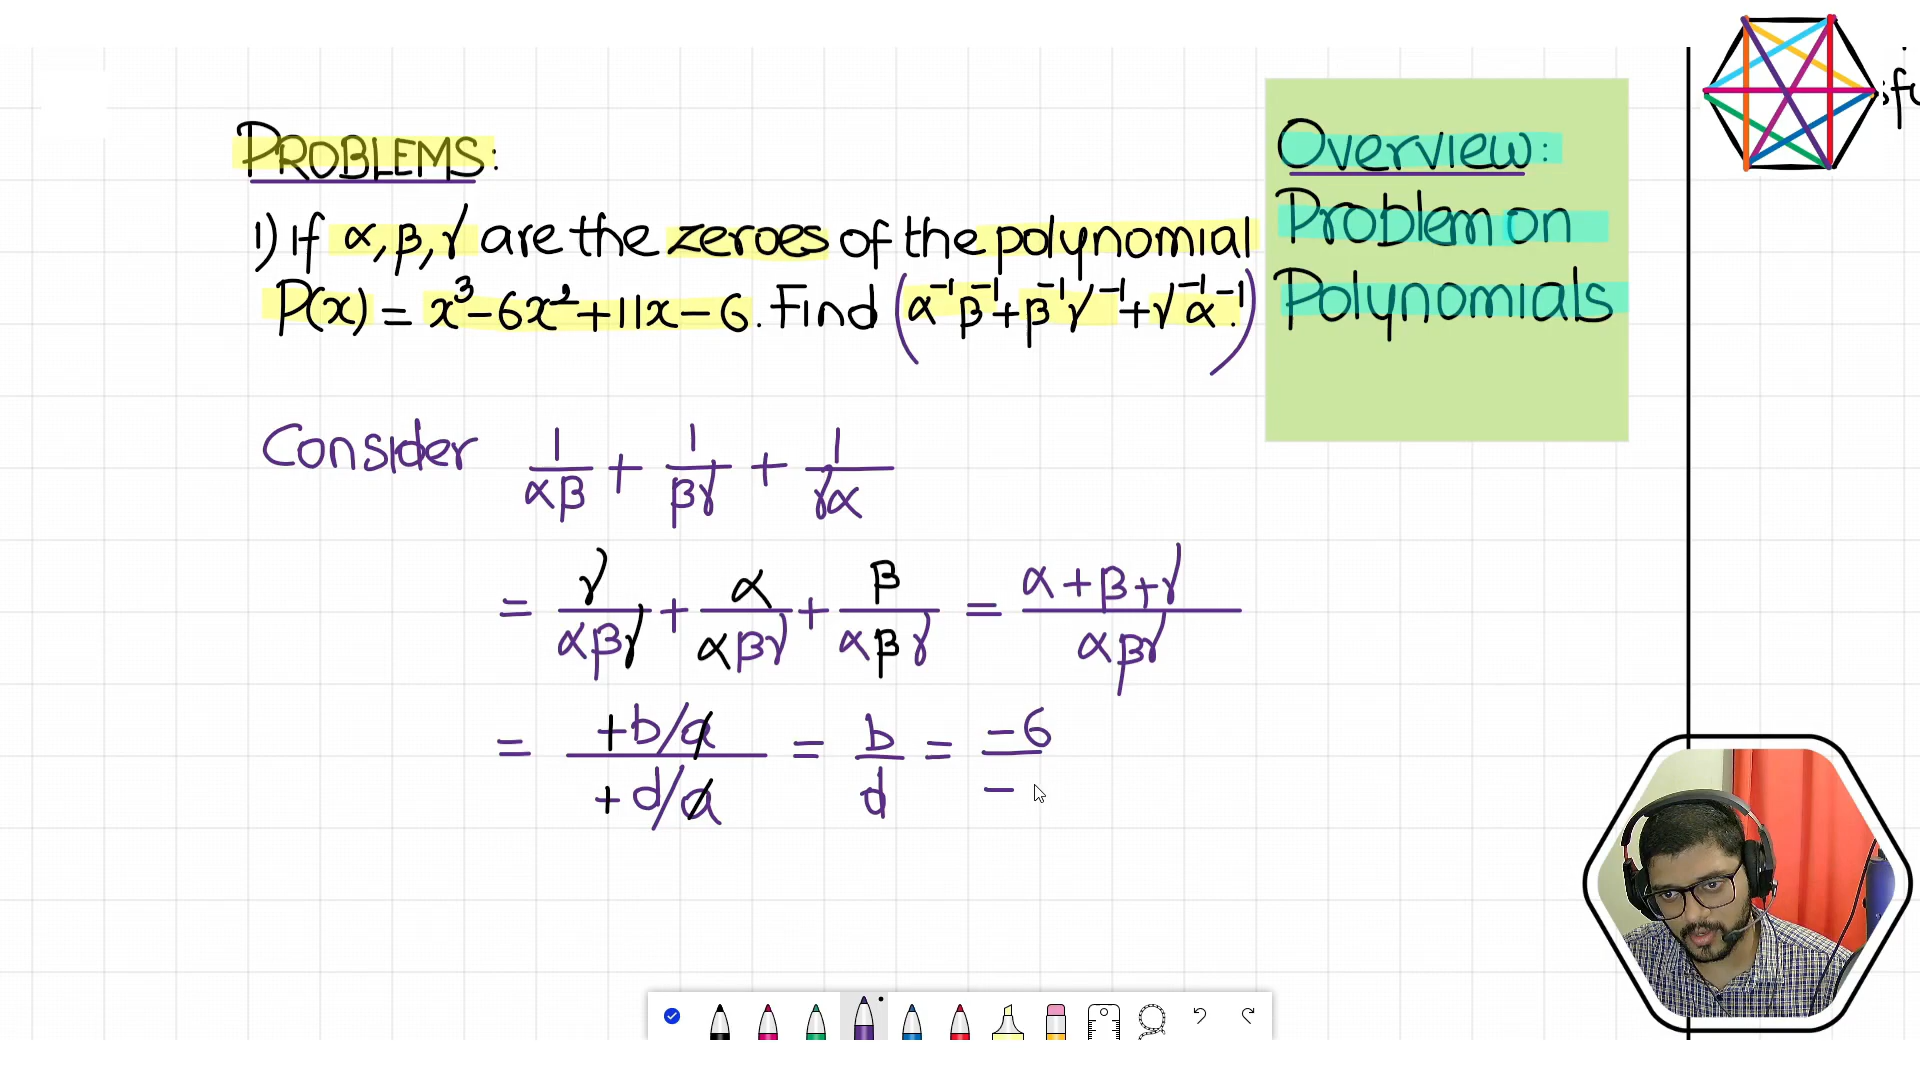 PROBLEMS:
1) If α, β, γ are the zeroes of the polynomial
P(x) = x³ – 6x² + 11x – 6. Find (α⁻¹β⁻¹ + β⁻¹γ⁻¹ + γ⁻¹α⁻¹.)
Overview:
Problem on
Polynomials
Consider 1/αβ + 1/βγ + 1/γα
= γ/αβγ + α/αβγ + β/αβγ = α + β + γ/αβγ
= +b/a / +d/a = b/d = –6/–